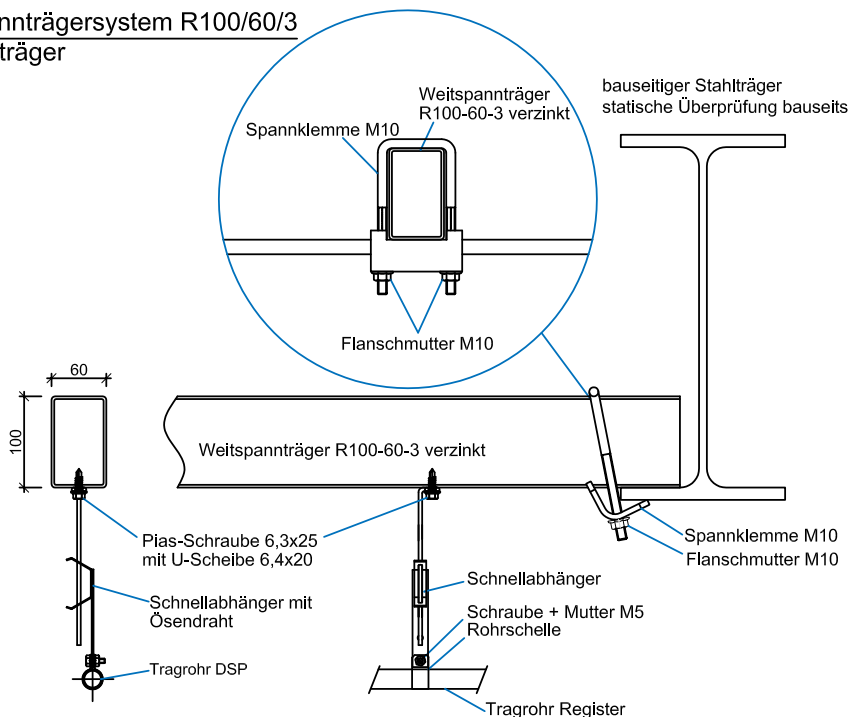 nnträgersystem R100/60/3
träger
bauseitiger Stahlträger
statische Überprüfung bauseits
Weitspannträger
R100-60-3 verzinkt
Spannklemme M10
Flanschmutter M10
60
100
Weitspannträger R100-60-3 verzinkt
Pias-Schraube 6,3x25
mit U-Scheibe 6,4x20
Spannklemme M10
Flanschmutter M10
Schnellabhänger mit
Ösendraht
Schnellabhänger
Schraube + Mutter M5
Rohrschelle
Tragrohr DSP
Tragrohr Register